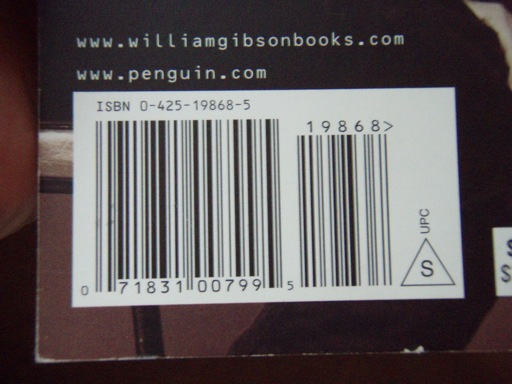 www.williamgibsonbooks.com
www.penguin.com
ISBN 0-425-19868-5
19868>
UPC
S
0 71831 00799 5
$